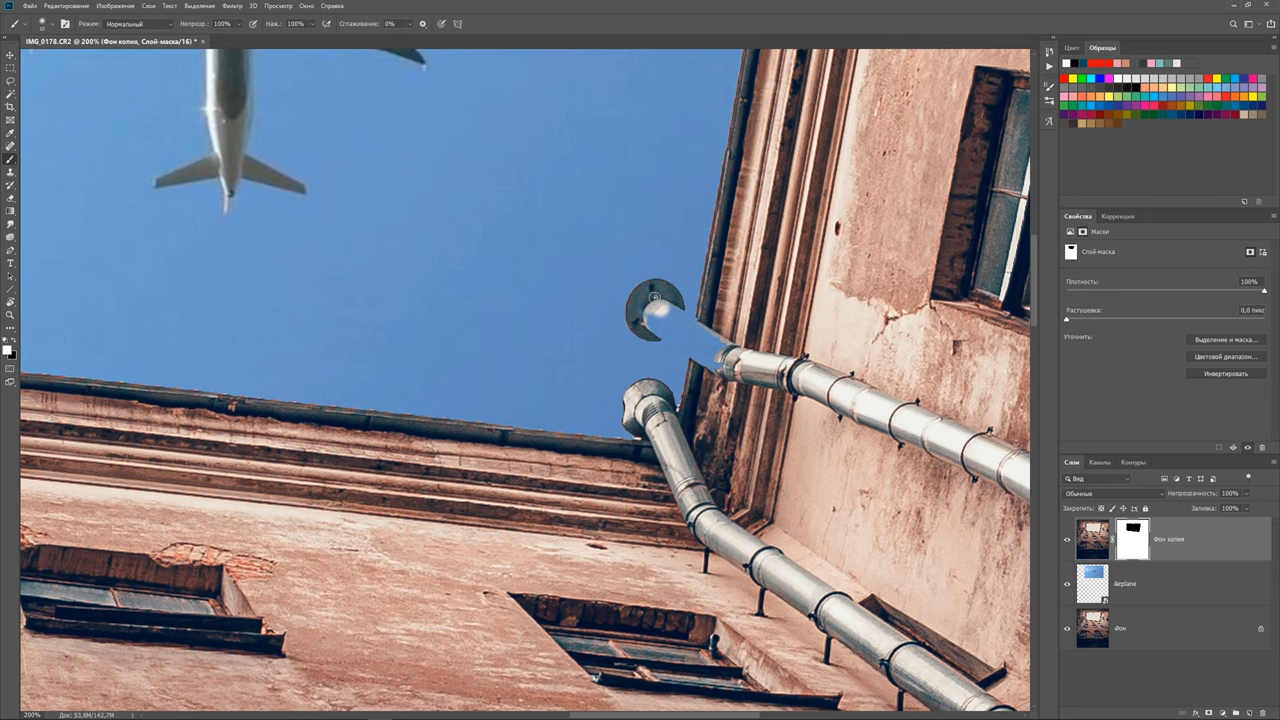 Файл Редактирование Изображение Слои Текст Выделение Фильтр 3D Просмотр Окно Справка
Режим: Нормальный Непрозр.: 100% Наж.: 100% Сглаживание: 0%
IMG_0178.CR2 @ 200% (Фон копия, Слой-маска/16) * ×
Цвет Образцы
Свойства Коррекция
Маски
Слой-маска
Плотность: 100%
Растушевка: 0,0 пикс
Уточнить:
Выделение и маска...
Цветовой диапазон...
Инвертировать
Слои Каналы Контуры
Вид
Обычные Непрозрачность: 100%
Закрепить: Заливка: 100%
Фон копия
Airplane
Фон
200% Док: 53,8M/142,7M